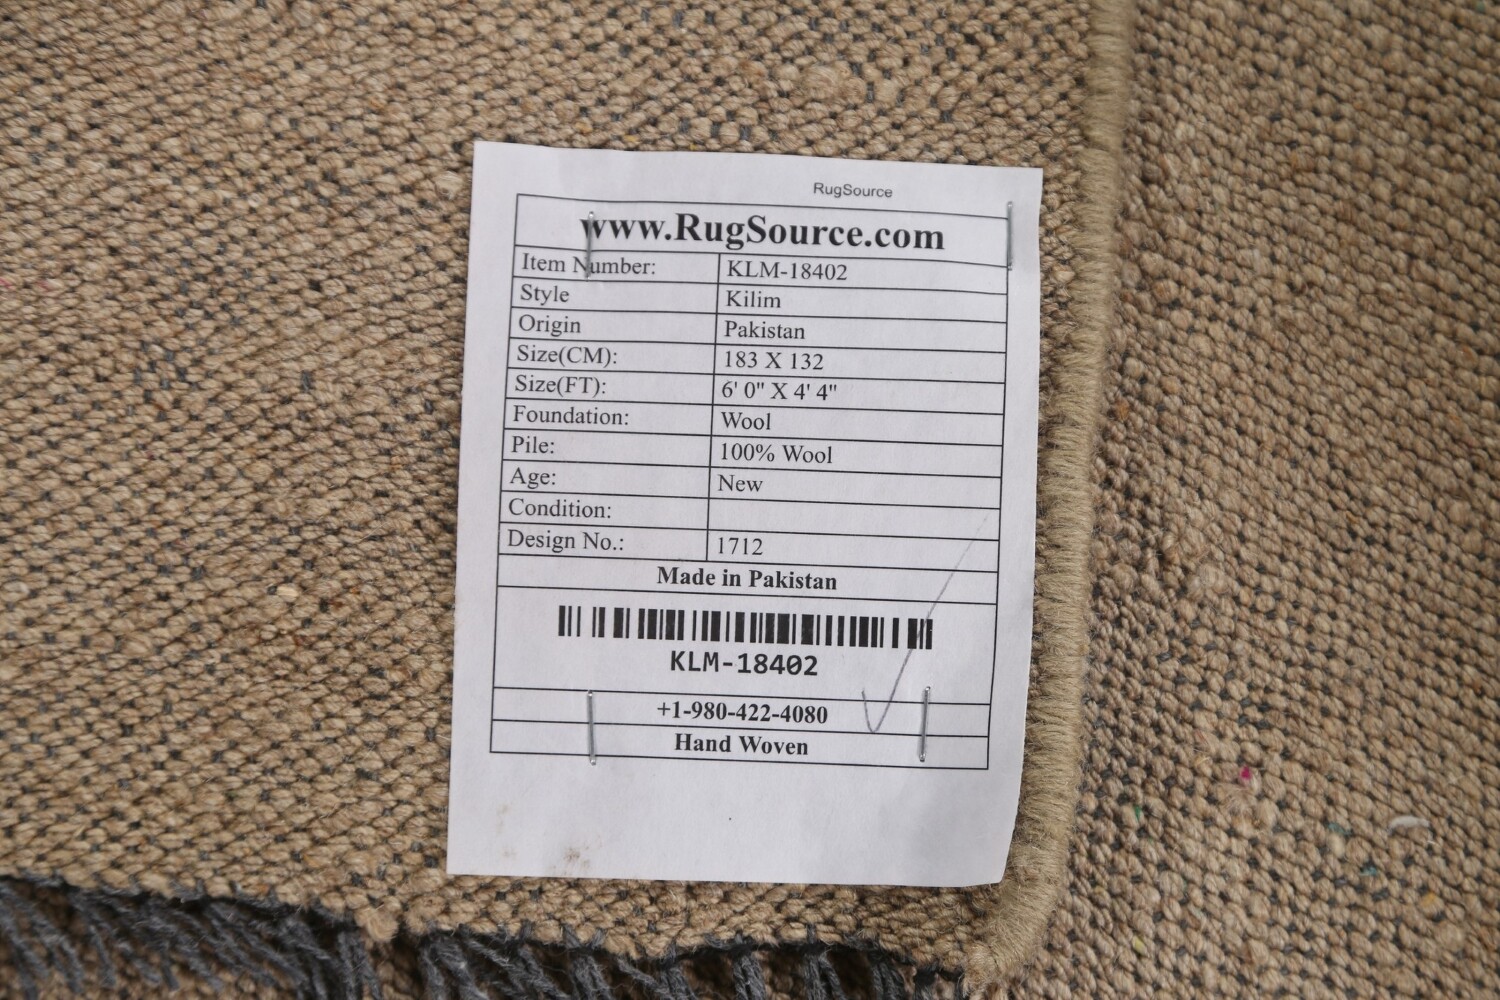 RugSource
www.RugSource.com
Item Number: KLM-18402
Style Kilim
Origin Pakistan
Size(CM): 183 X 132
Size(FT): 6' 0" X 4' 4"
Foundation: Wool
Pile: 100% Wool
Age: New
Condition:
Design No.: 1712
Made in Pakistan
KLM-18402
+1-980-422-4080
Hand Woven